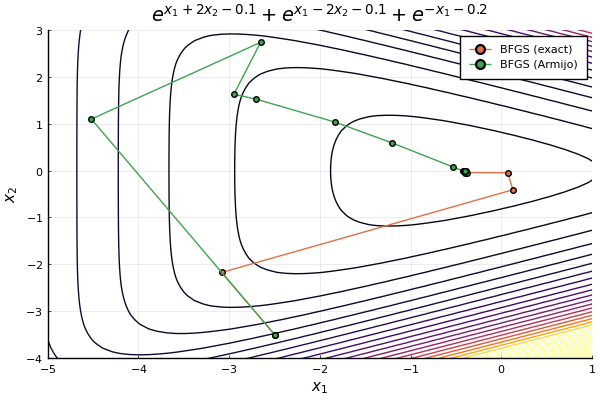 e^{x_1 + 2x_2 − 0.1} + e^{x_1 − 2x_2 − 0.1} + e^{−x_1 − 0.2}
BFGS (exact)
BFGS (Armijo)
3
2
1
0
−1
−2
−3
−4
x_2
−5 −4 −3 −2 −1 0 1
x_1